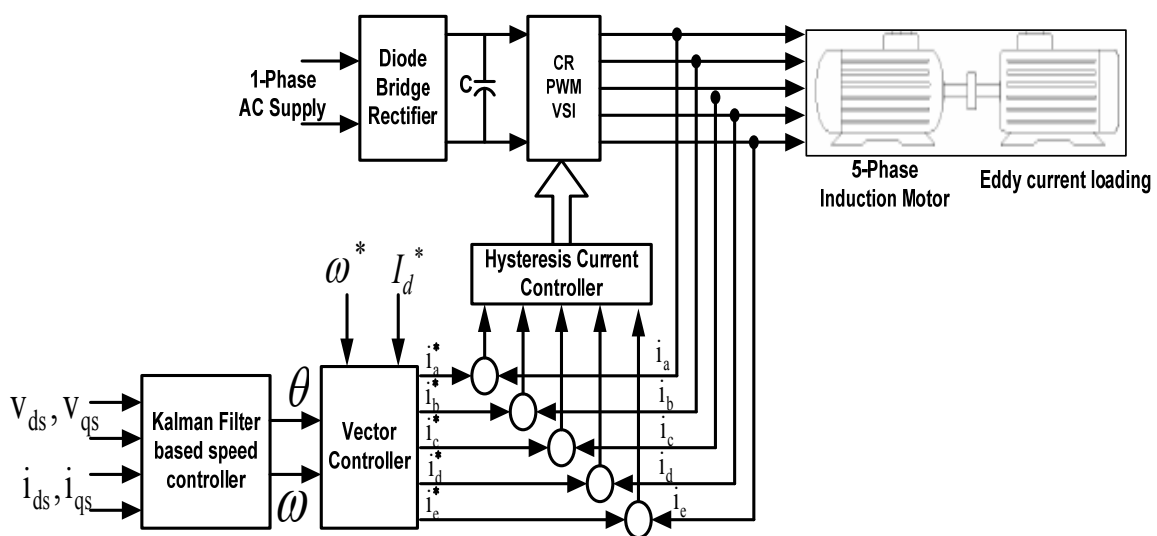 1-Phase
AC Supply
Diode
Bridge
Rectifier
C
CR
PWM
VSI
5-Phase
Induction Motor
Eddy current loading
Hysteresis Current
Controller
ω*
I_d*
v_ds, v_qs
i_ds, i_qs
Kalman Filter
based speed
controller
θ
ω
Vector
Controller
i_a*
i_b*
i_c*
i_d*
i_e*
i_a
i_b
i_c
i_d
i_e